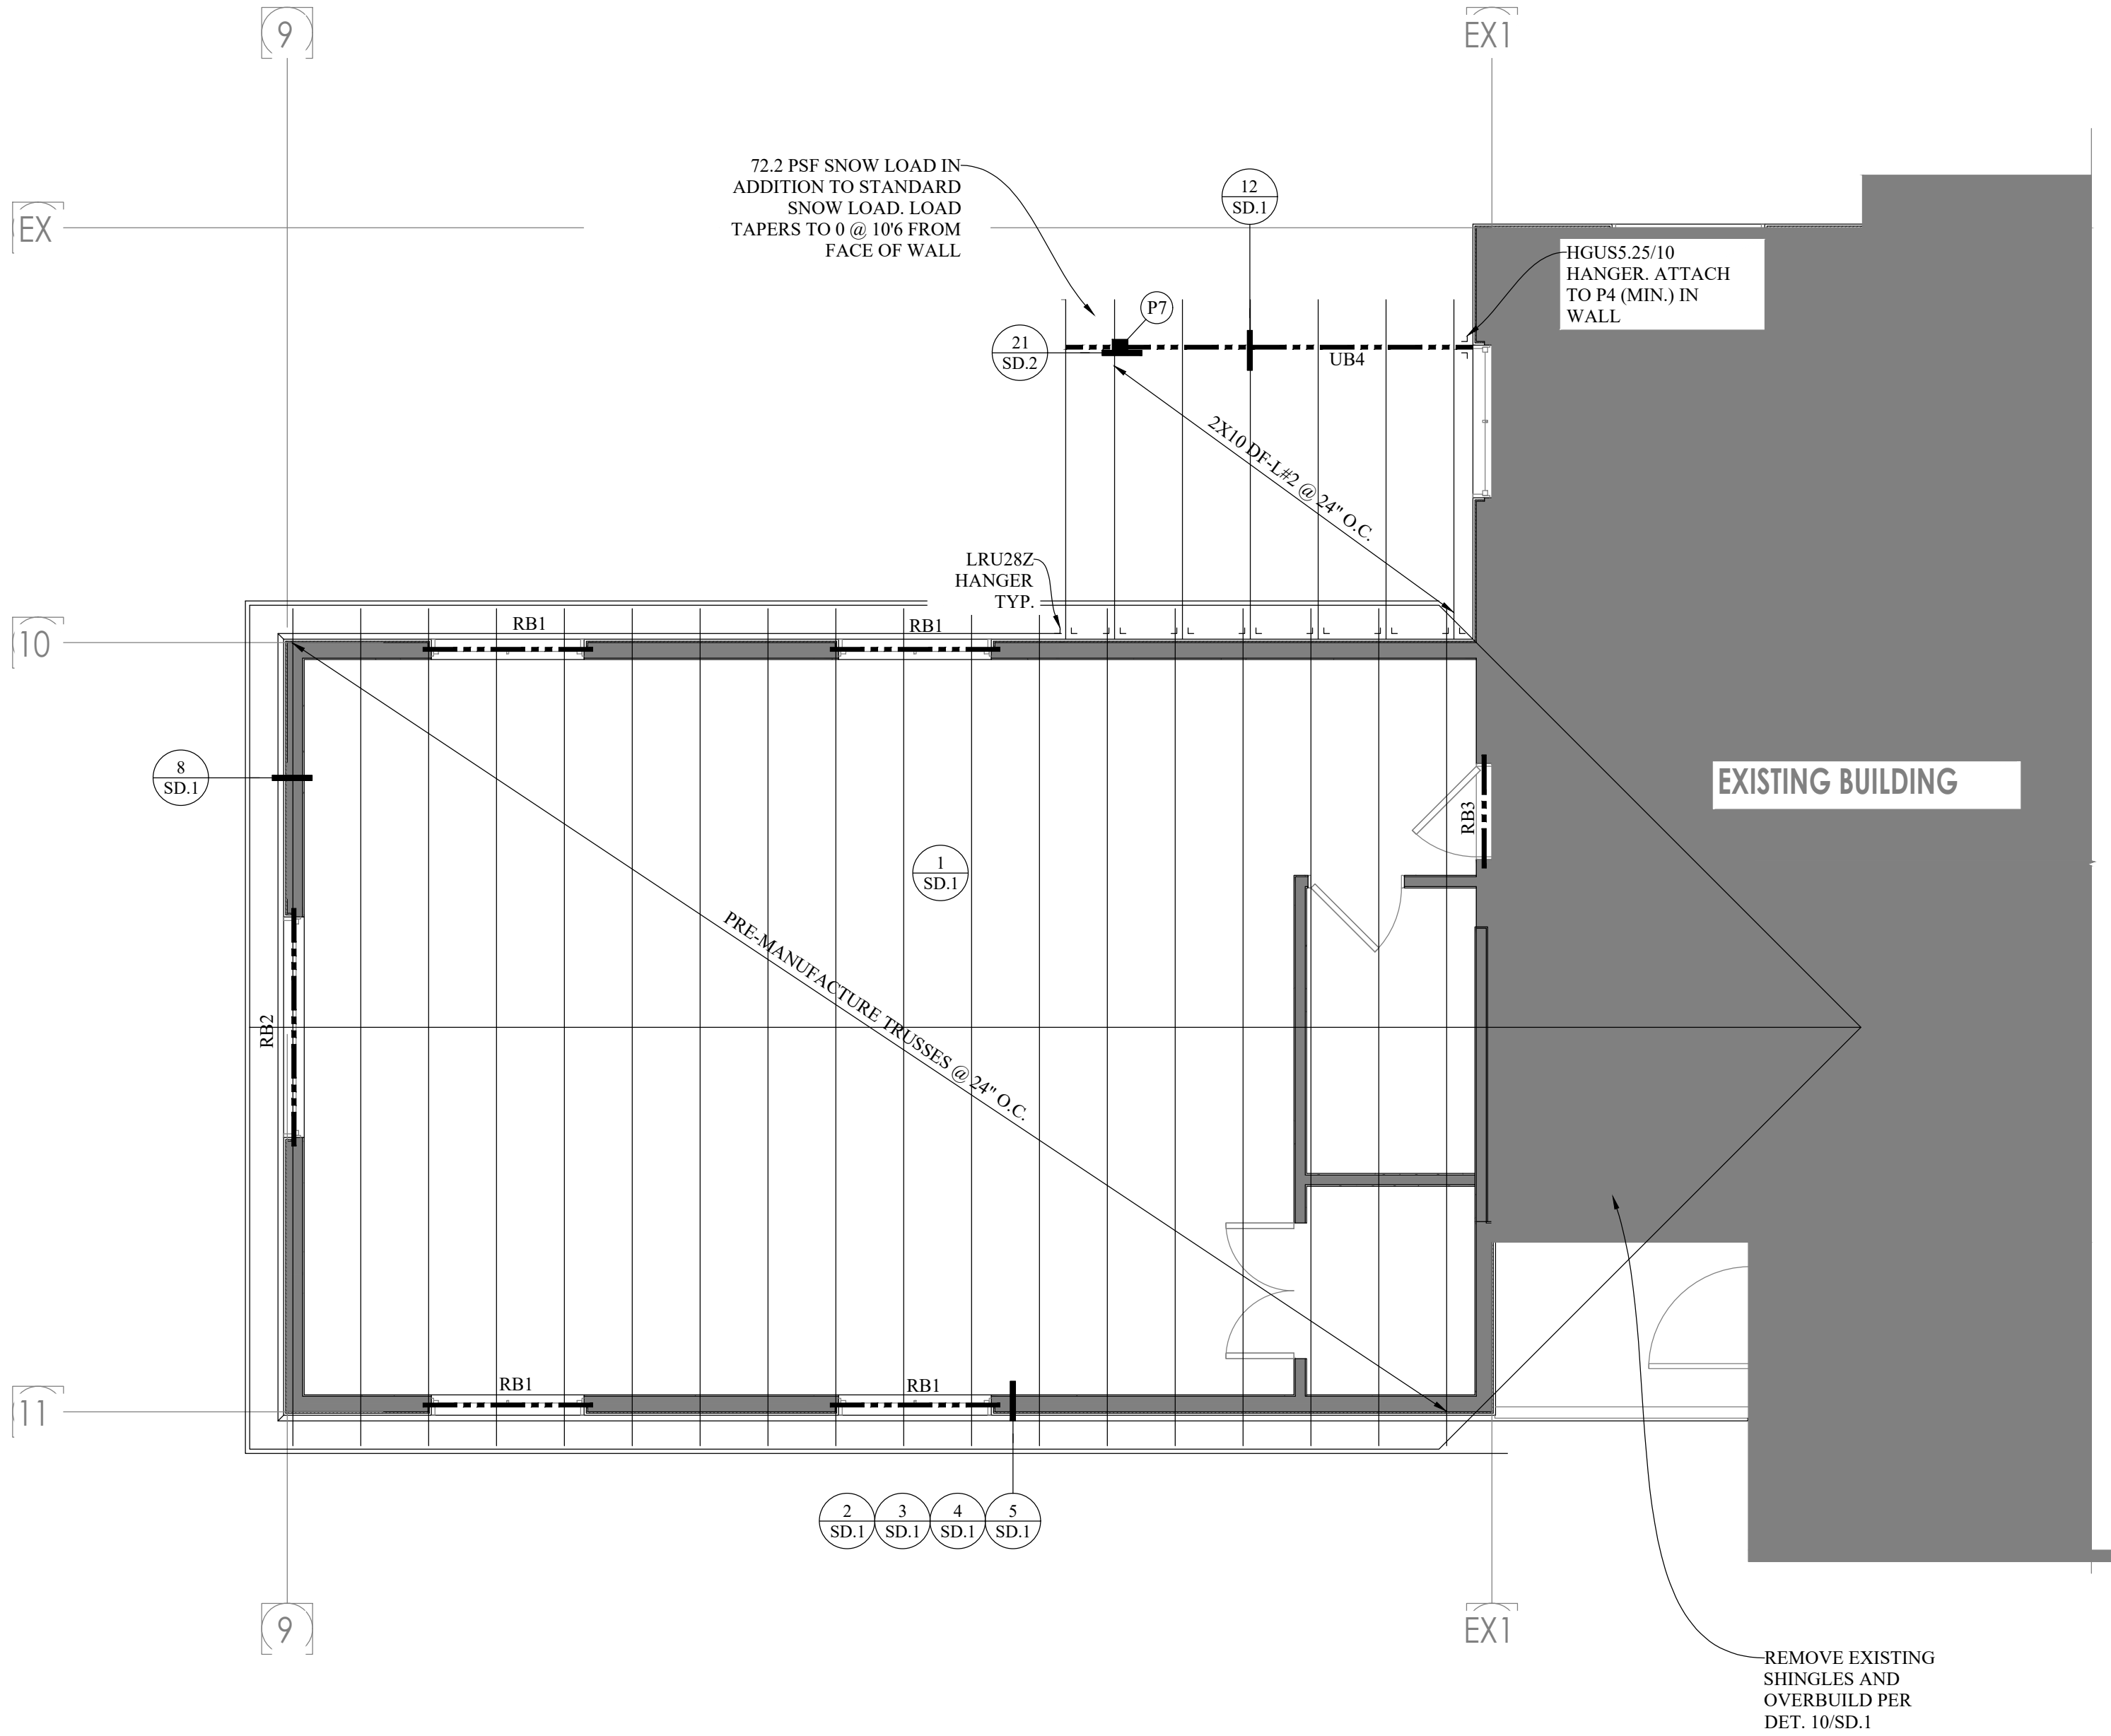 9
EX1
EX
72.2 PSF SNOW LOAD IN
ADDITION TO STANDARD
SNOW LOAD. LOAD
TAPERS TO 0 @ 10'6 FROM
FACE OF WALL
12
SD.1
HGUS5.25/10
HANGER. ATTACH
TO P4 (MIN.) IN
WALL
P7
21
SD.2
UB4
2X10 DF-L#2 @ 24" O.C.
LRU28Z
HANGER
TYP.
10
RB1
RB1
8
SD.1
EXISTING BUILDING
RB3
1
SD.1
PRE-MANUFACTURE TRUSSES @ 24" O.C.
RB2
RB1
RB1
11
2
SD.1
3
SD.1
4
SD.1
5
SD.1
9
EX1
REMOVE EXISTING
SHINGLES AND
OVERBUILD PER
DET. 10/SD.1